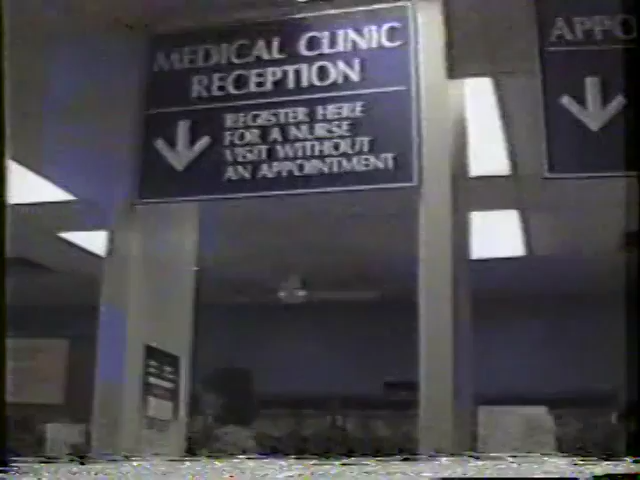 MEDICAL CLINIC
RECEPTION
REGISTER HERE
FOR A NURSE
VISIT WITHOUT
AN APPOINTMENT
APPO